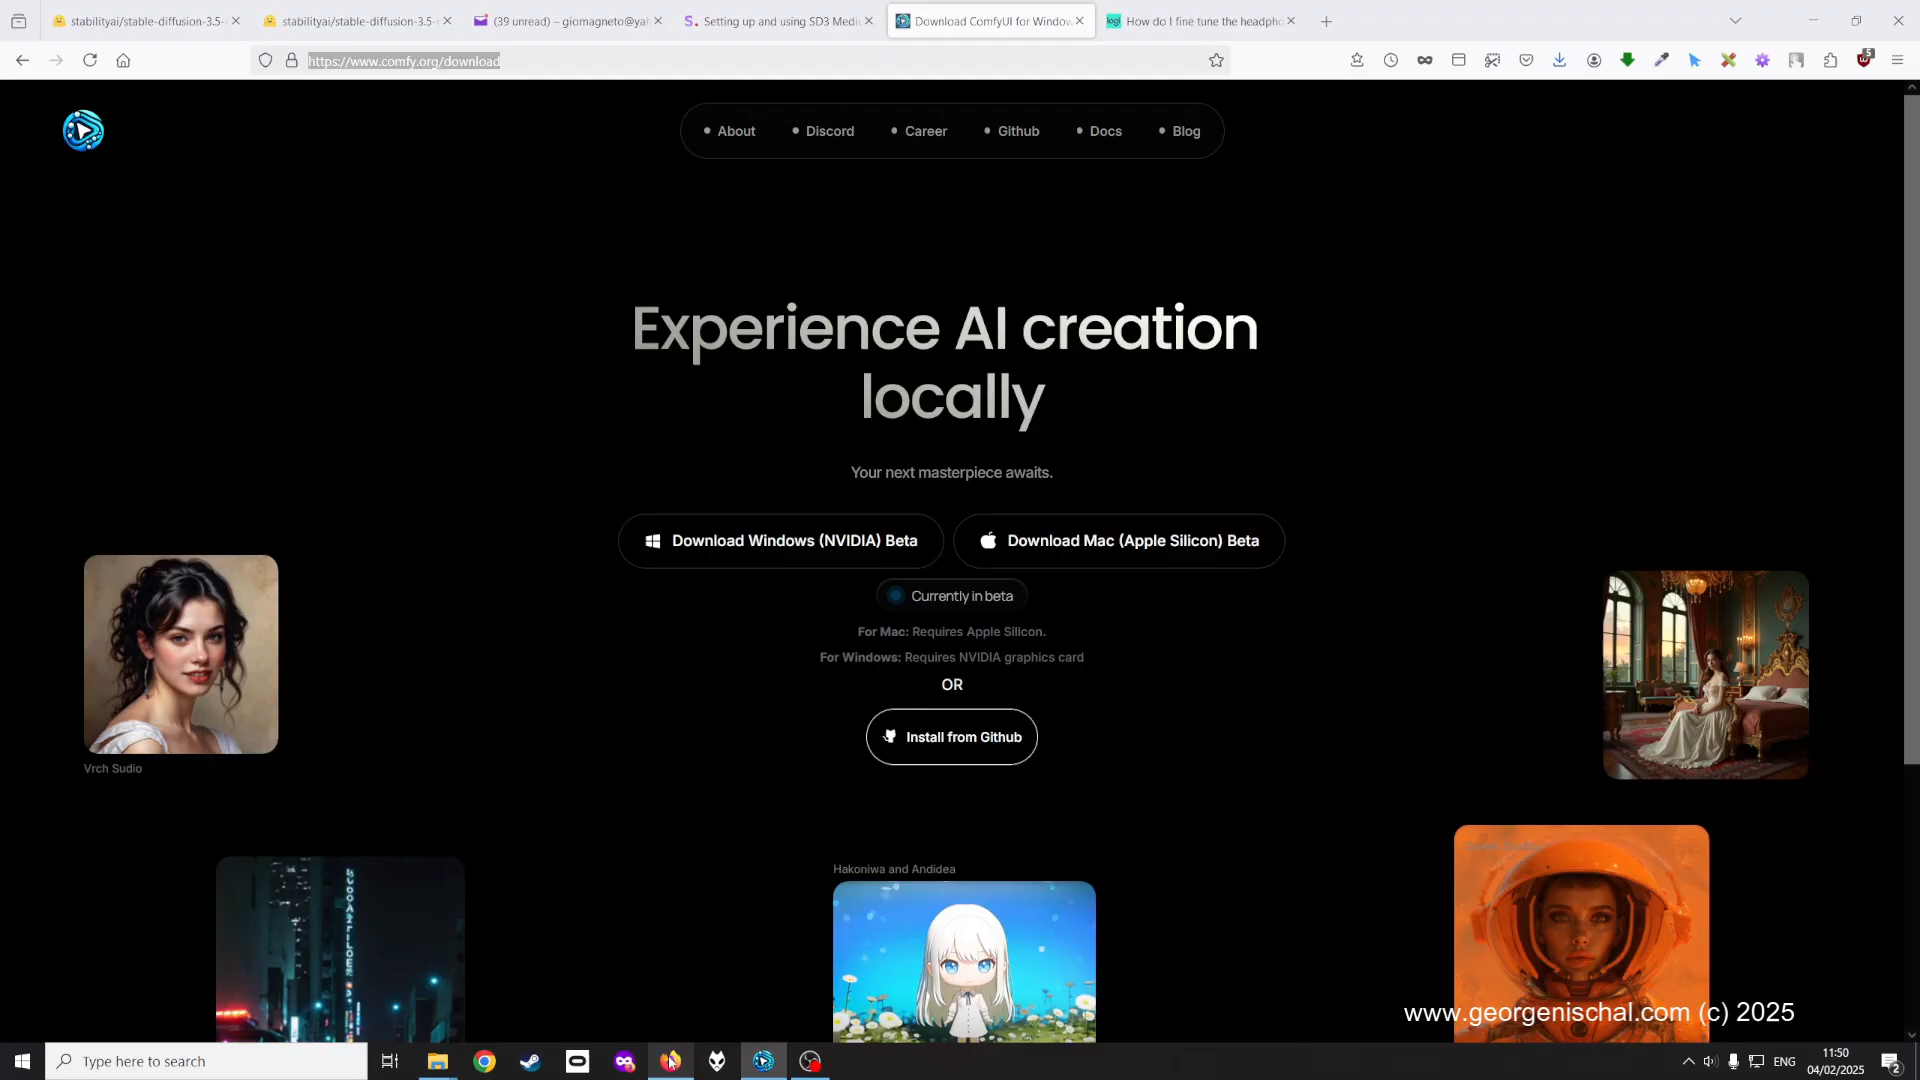 stabilityai/stable-diffusion-3.5-
stabilityai/stable-diffusion-3.5-
(39 unread) – giomagneto@yal
Setting up and using SD3 Medi
Download ComfyUI for Window
How do I fine tune the headpho
https://www.comfy.org/download
5
About
Discord
Career
Github
Docs
Blog
Experience AI creation
locally
Your next masterpiece awaits.
Download Windows (NVIDIA) Beta
Download Mac (Apple Silicon) Beta
Currently in beta
For Mac: Requires Apple Silicon.
For Windows: Requires NVIDIA graphics card
OR
Install from Github
Vrch Sudio
Hakoniwa and Andidea
www.georgenischal.com (c) 2025
Type here to search
ENG
11:50
04/02/2025
2